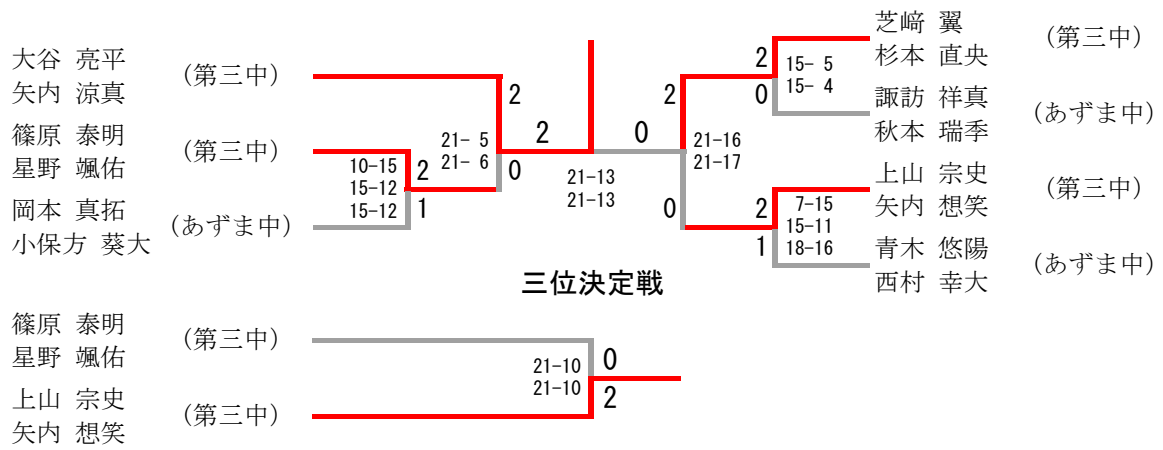 大谷 亮平
矢内 涼真
(第三中)
篠原 泰明
星野 颯佑
(第三中)
岡本 真拓
小保方 葵大
(あずま中)
10-15
15-12
15-12
2
1
21- 5
21- 6
2
0
2
0
21-13
21-13
芝﨑 翼
杉本 直央
(第三中)
諏訪 祥真
秋本 瑞季
(あずま中)
上山 宗史
矢内 想笑
(第三中)
青木 悠陽
西村 幸大
(あずま中)
2
0
15- 5
15- 4
2
0
21-16
21-17
2
1
7-15
15-11
18-16
三位決定戦
篠原 泰明
星野 颯佑
(第三中)
上山 宗史
矢内 想笑
(第三中)
21-10
21-10
0
2